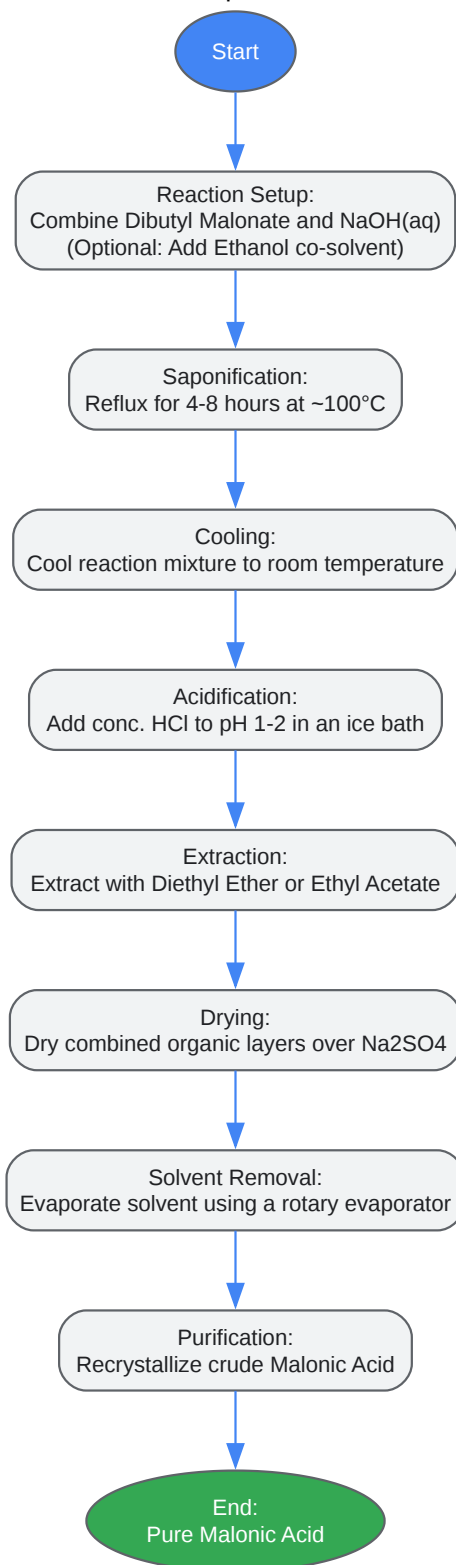 Start
Reaction Setup:
Combine Dibutyl Malonate and NaOH(aq)
(Optional: Add Ethanol co-solvent)
Saponification:
Reflux for 4-8 hours at ~100°C
Cooling:
Cool reaction mixture to room temperature
Acidification:
Add conc. HCl to pH 1-2 in an ice bath
Extraction:
Extract with Diethyl Ether or Ethyl Acetate
Drying:
Dry combined organic layers over Na2SO4
Solvent Removal:
Evaporate solvent using a rotary evaporator
Purification:
Recrystallize crude Malonic Acid
End:
Pure Malonic Acid